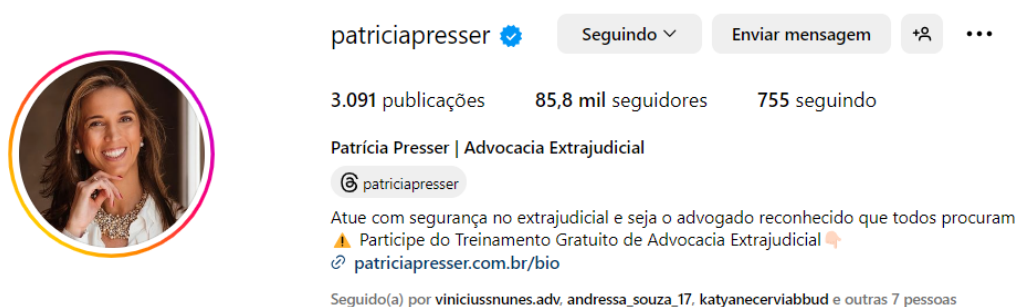 patriciapresser
Seguindo
Enviar mensagem
3.091 publicações 85,8 mil seguidores 755 seguindo
Patrícia Presser | Advocacia Extrajudicial
patriciapresser
Atue com segurança no extrajudicial e seja o advogado reconhecido que todos procuram
⚠️ Participe do Treinamento Gratuito de Advocacia Extrajudicial👇🏻
patriciapresser.com.br/bio
Seguido(a) por viniciussnunes.adv, andressa_souza_17, katyanecerviabbud e outras 7 pessoas